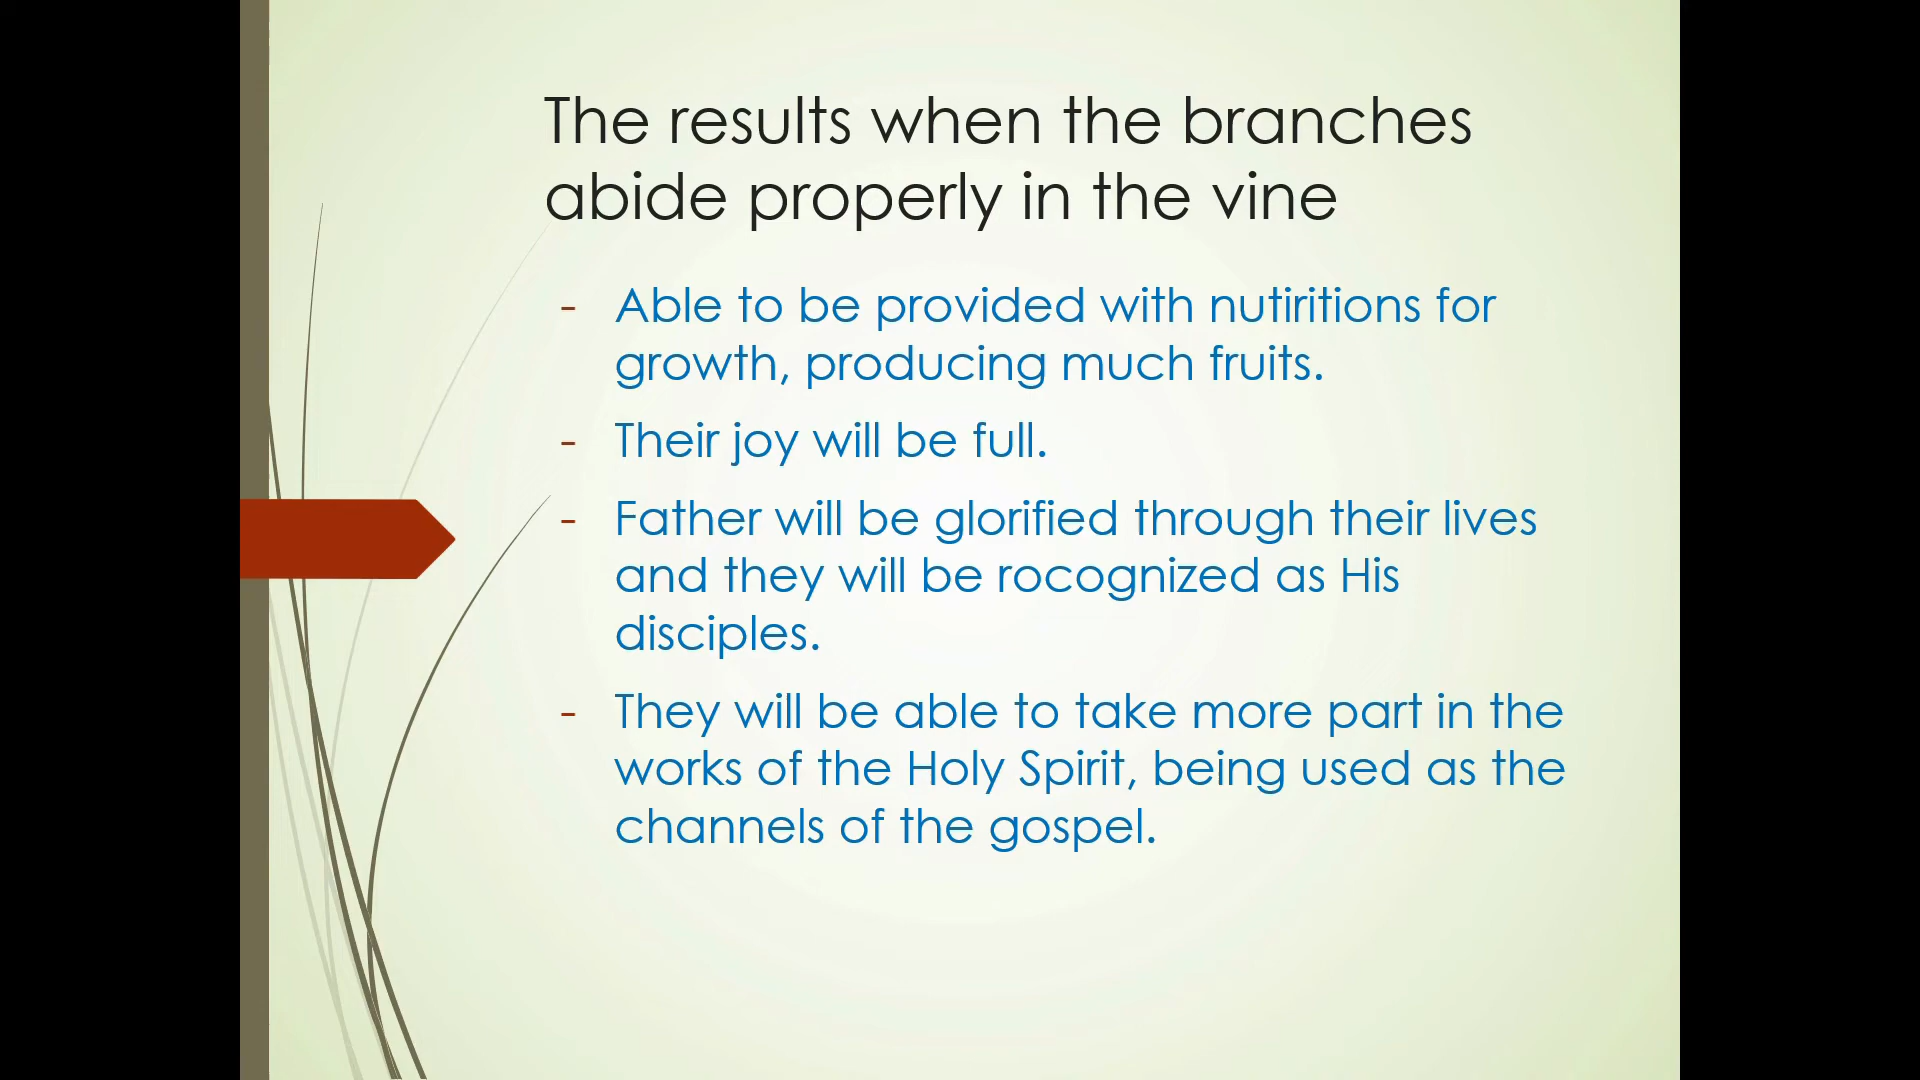 The results when the branches
abide properly in the vine
- Able to be provided with nutiritions for
growth, producing much fruits.
- Their joy will be full.
- Father will be glorified through their lives
and they will be rocognized as His
disciples.
- They will be able to take more part in the
works of the Holy Spirit, being used as the
channels of the gospel.